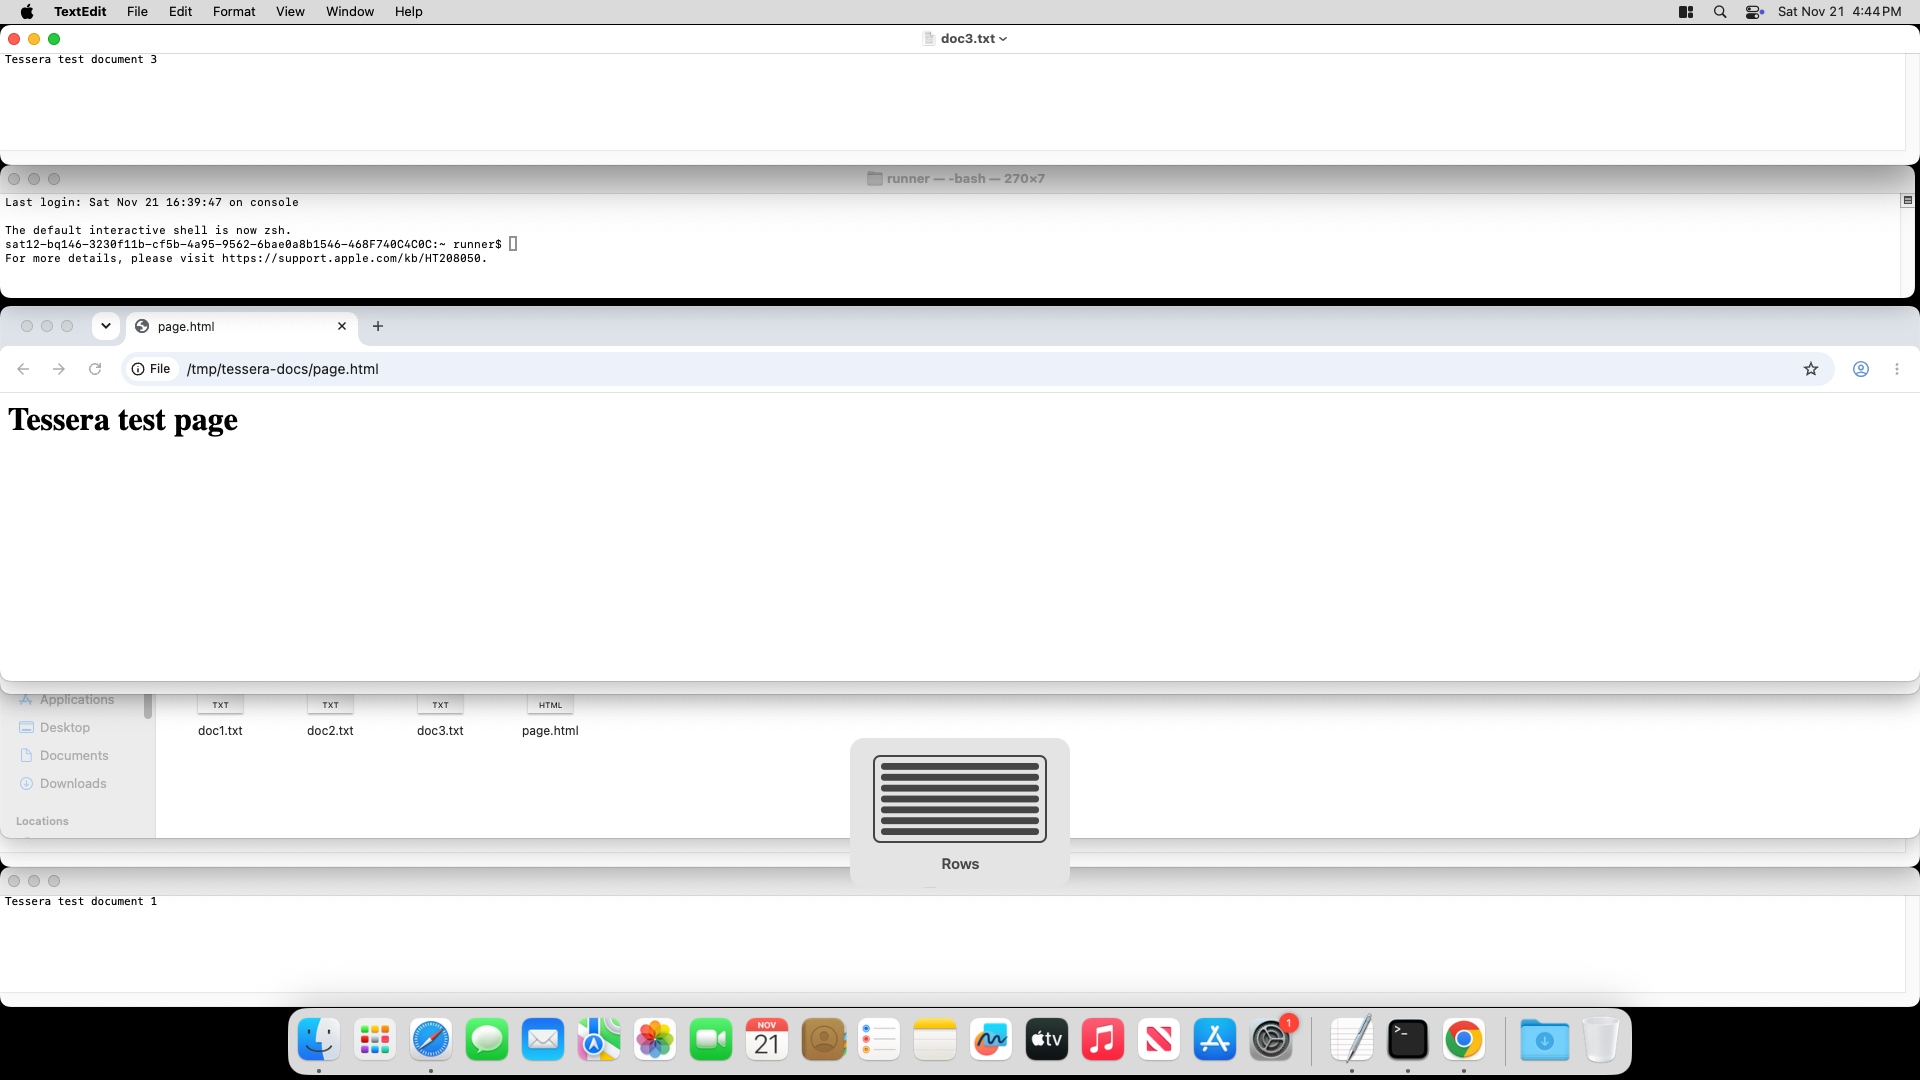 TextEdit File Edit Format View Window Help
Sat Nov 21 4:44 PM
doc3.txt
Tessera test document 3
runner — -bash — 270×7
Last login: Sat Nov 21 16:39:47 on console
The default interactive shell is now zsh.
sat12-bq146-3230f11b-cf5b-4a95-9562-6bae0a8b1546-468F740C4C0C:~ runner$
For more details, please visit https://support.apple.com/kb/HT208050.
page.html
File /tmp/tessera-docs/page.html
Tessera test page
Applications
TXT TXT TXT HTML
Desktop
doc1.txt doc2.txt doc3.txt page.html
Documents
Downloads
Locations
Rows
Tessera test document 1
NOV
21
tv
1
>_